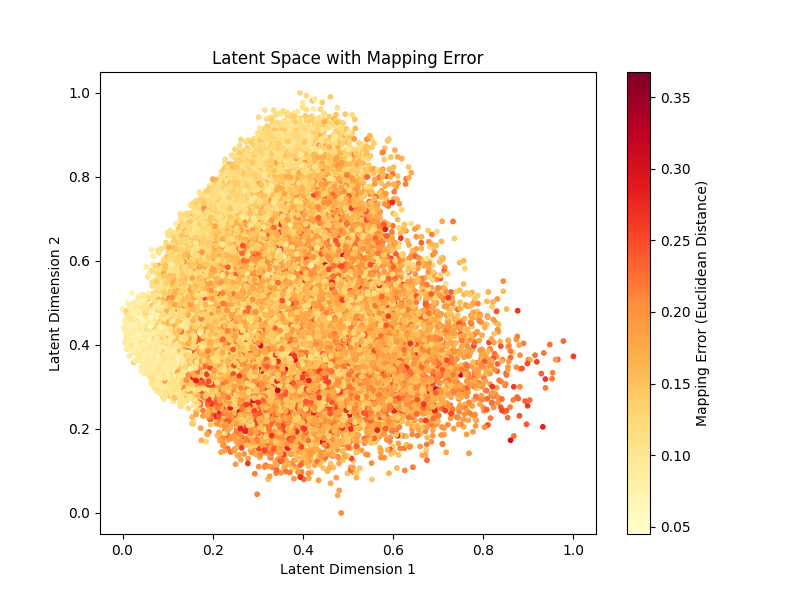 Latent Space with Mapping Error
1.0
0.8
0.6
0.4
0.2
0.0
Latent Dimension 2
0.0 0.2 0.4 0.6 0.8 1.0
Latent Dimension 1
0.35
0.30
0.25
0.20
0.15
0.10
0.05
Mapping Error (Euclidean Distance)